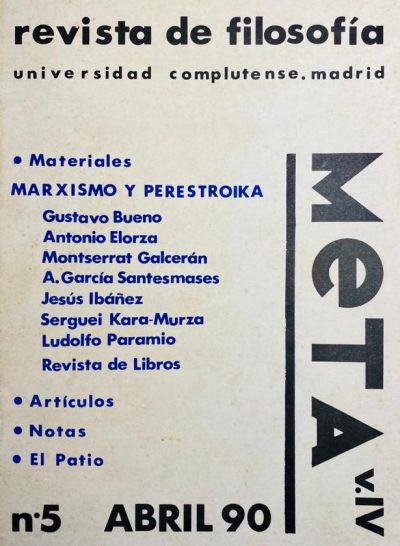 revista de filosofía
universidad complutense. madrid
• Materiales
MARXISMO Y PERESTROIKA
Gustavo Bueno
Antonio Elorza
Montserrat Galcerán
A. García Santesmases
Jesús Ibáñez
Serguei Kara-Murza
Ludolfo Paramio
Revista de Libros
• Artículos
• Notas
• El Patio
MeTA v.IV
n·5 ABRIL 90